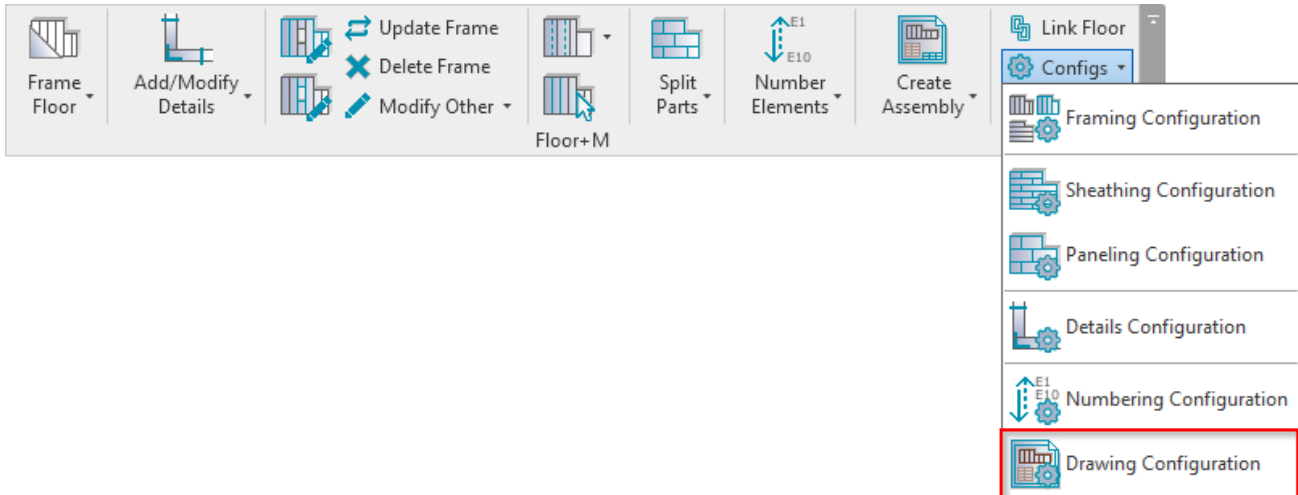 Frame
Floor
Add/Modify
Details
Update Frame
Delete Frame
Modify Other
Split
Parts
E1
E10
Number
Elements
Create
Assembly
Link Floor
Configs
Floor+M
Framing Configuration
Sheathing Configuration
Paneling Configuration
Details Configuration
E1
E10
Numbering Configuration
Drawing Configuration